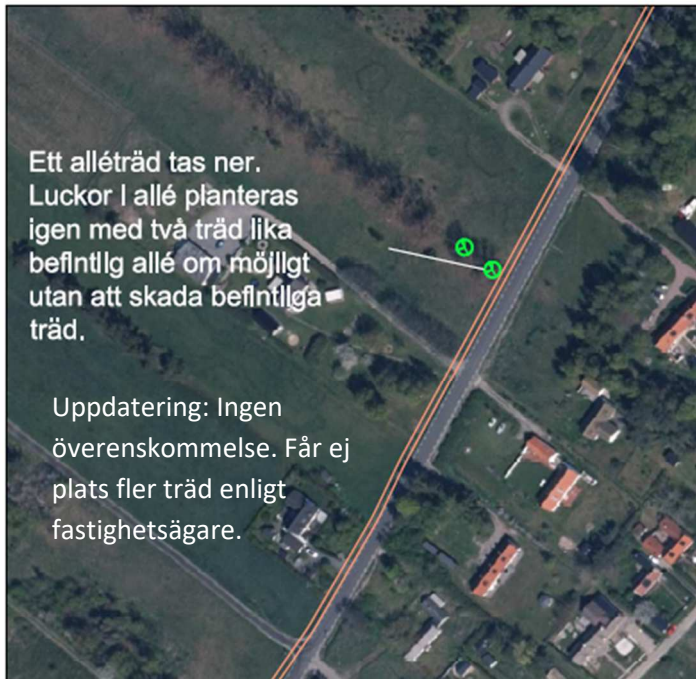 Ett alléträd tas ner.
Luckor I allé planteras
igen med två träd lika
befIntlIg allé om möjlIgt
utan att skada befIntlIga
träd.
Uppdatering: Ingen
överenskommelse. Får ej
plats fler träd enligt
fastighetsägare.